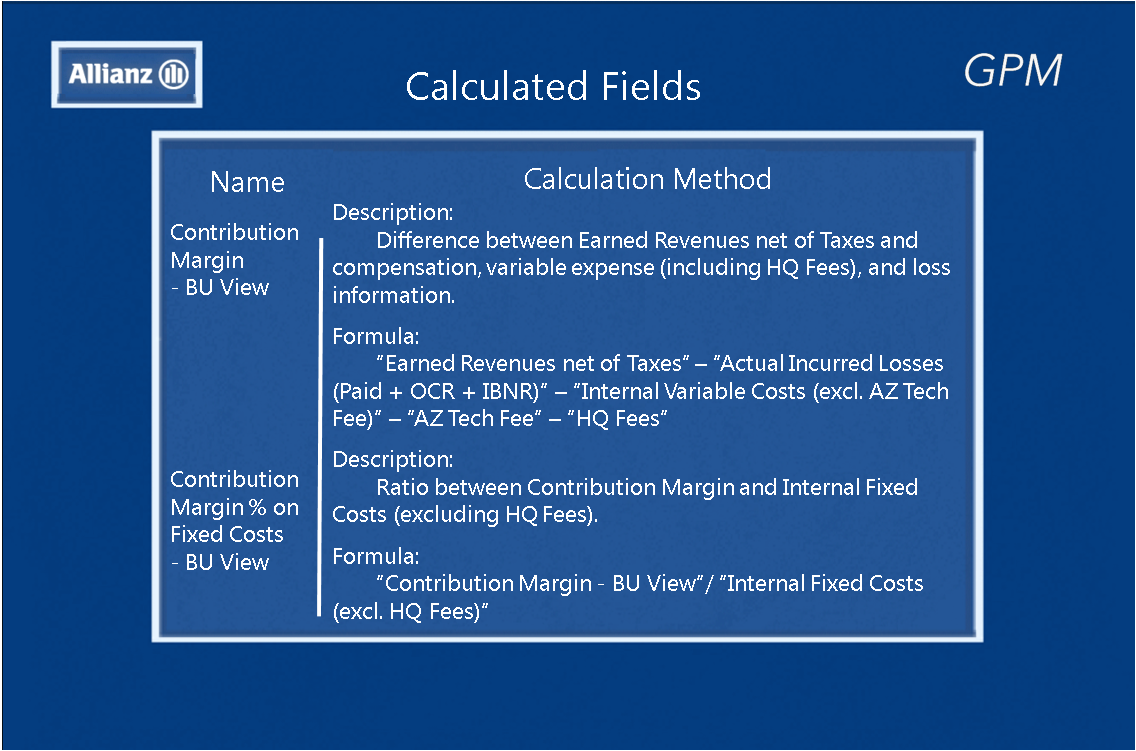 Allianz
GPM
Calculated Fields
Name
Calculation Method
Contribution
Margin
- BU View
Description:
Difference between Earned Revenues net of Taxes and
compensation, variable expense (including HQ Fees), and loss
information.
Formula:
"Earned Revenues net of Taxes" – "Actual Incurred Losses
(Paid + OCR + IBNR)" – "Internal Variable Costs (excl. AZ Tech
Fee)" – "AZ Tech Fee" – "HQ Fees"
Contribution
Margin % on
Fixed Costs
- BU View
Description:
Ratio between Contribution Margin and Internal Fixed
Costs (excluding HQ Fees).
Formula:
"Contribution Margin - BU View"/ "Internal Fixed Costs
(excl. HQ Fees)"